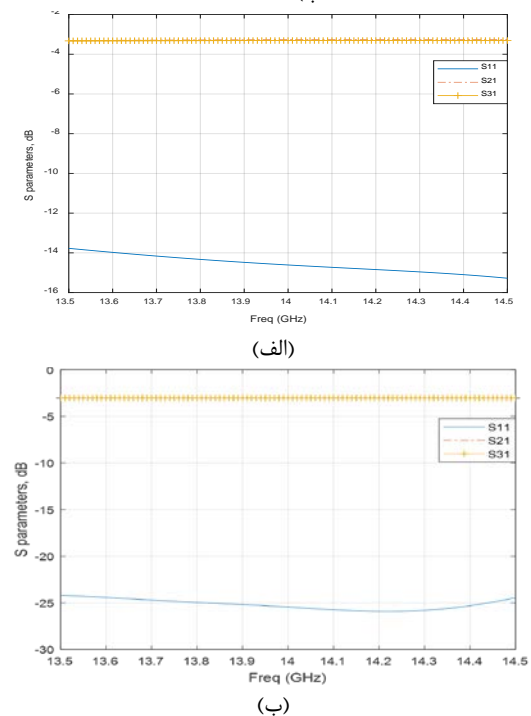 -2
-4
-6
-8
-10
-12
-14
-16
S parameters, dB
S11
S21
S31
13.5 13.6 13.7 13.8 13.9 14 14.1 14.2 14.3 14.4 14.5
Freq (GHz)
(الف)
0
-5
-10
-15
-20
-25
-30
S parameters, dB
S11
S21
S31
13.5 13.6 13.7 13.8 13.9 14 14.1 14.2 14.3 14.4 14.5
Freq (GHz)
(ب)